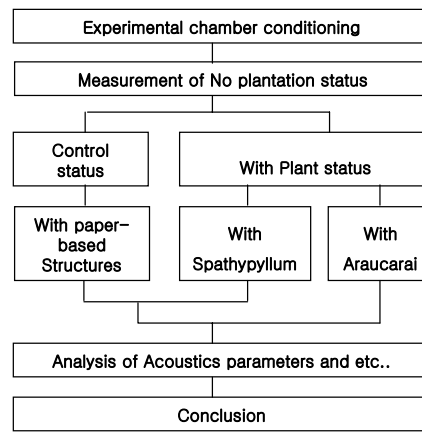 Experimental chamber conditioning
Measurement of No plantation status
Control
status
With Plant status
With paper-
based
Structures
With
Spathypyllum
With
Araucarai
Analysis of Acoustics parameters and etc..
Conclusion